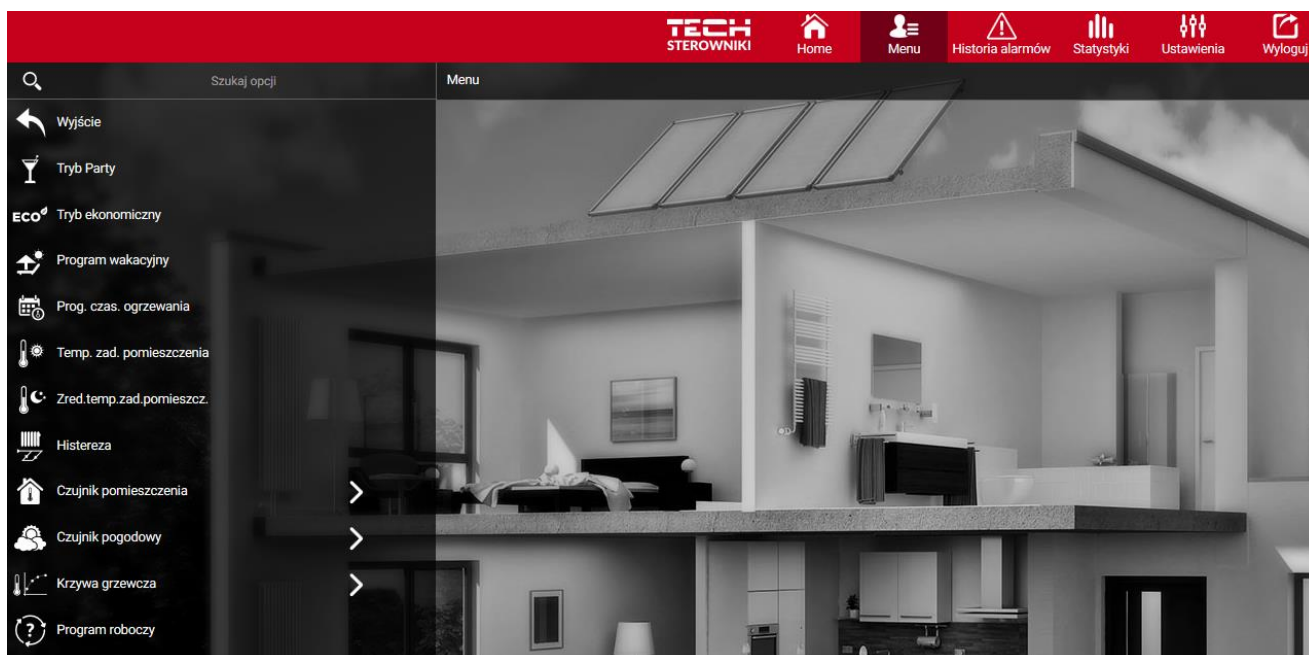 TECH
STEROWNIKI
Home
Menu
Historia alarmów
Statystyki
Ustawienia
Wyloguj
Szukaj opcji
Menu
Wyjście
Tryb Party
ECO Tryb ekonomiczny
Program wakacyjny
Prog. czas. ogrzewania
Temp. zad. pomieszczenia
Zred.temp.zad.pomieszcz.
Histereza
Czujnik pomieszczenia
Czujnik pogodowy
Krzywa grzewcza
? Program roboczy